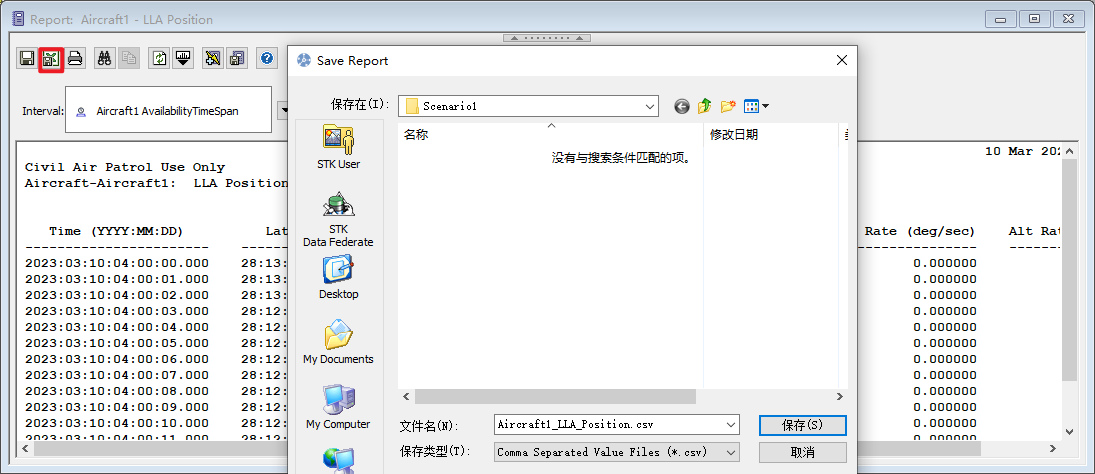 Report: Aircraft1 - LLA Position
Save Report
Interval:
Aircraft1 AvailabilityTimeSpan
保存在(I):
Scenario1
名称
修改日期
没有与搜索条件匹配的项。
STK User
STK
Data Federate
Desktop
My Documents
My Computer
文件名(N):
Aircraft1_LLA_Position.csv
保存(S)
保存类型(T):
Comma Separated Value Files (*.csv)
取消
10 Mar 202
Civil Air Patrol Use Only
Aircraft-Aircraft1: LLA Position
Time (YYYY:MM:DD) Lat Rate (deg/sec) Alt Rat
2023:03:10:04:00:00.000 28:13: 0.000000
2023:03:10:04:00:01.000 28:13: 0.000000
2023:03:10:04:00:02.000 28:13: 0.000000
2023:03:10:04:00:03.000 28:12: 0.000000
2023:03:10:04:00:04.000 28:12: 0.000000
2023:03:10:04:00:05.000 28:12: 0.000000
2023:03:10:04:00:06.000 28:12: 0.000000
2023:03:10:04:00:07.000 28:12: 0.000000
2023:03:10:04:00:08.000 28:12: 0.000000
2023:03:10:04:00:09.000 28:12: 0.000000
2023:03:10:04:00:10.000 28:12: 0.000000
2023:03:10:04:00:11.000 28:12: 0.000000